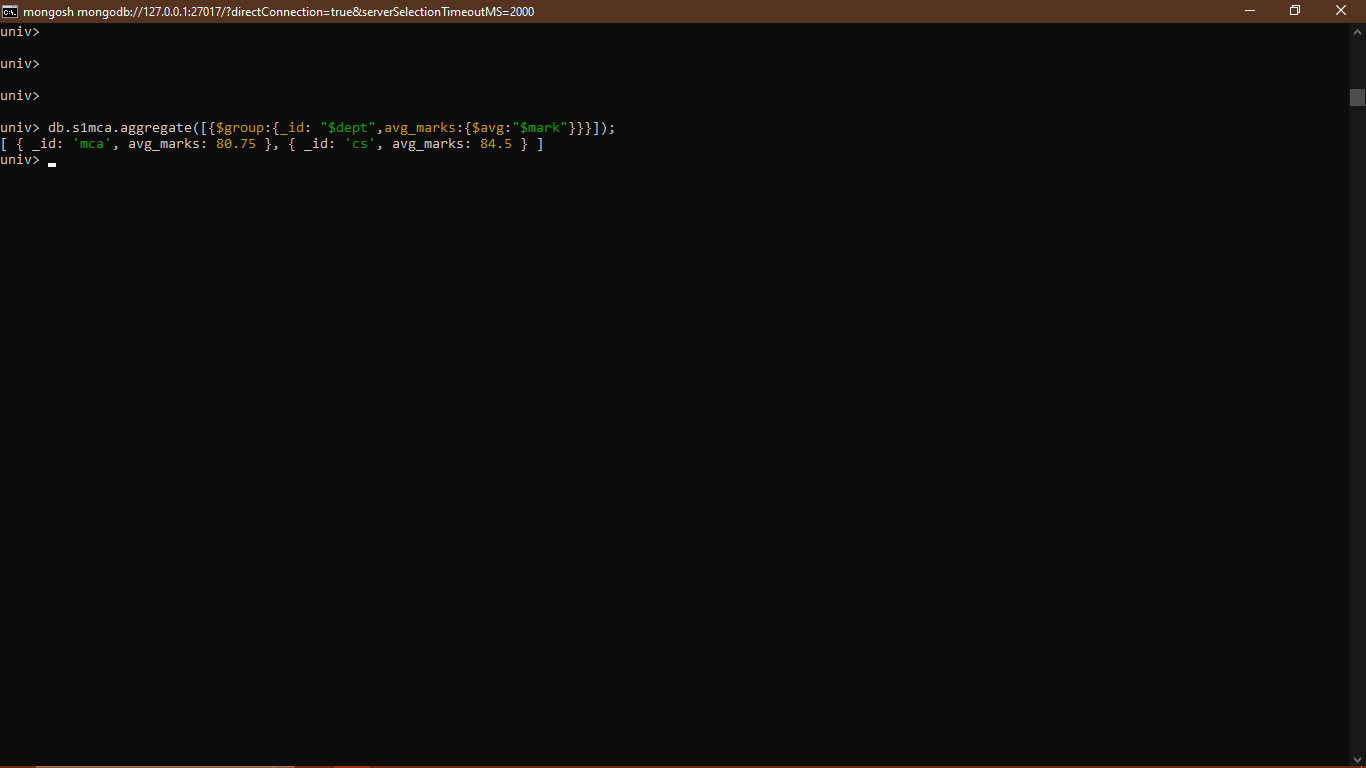 mongosh mongodb://127.0.0.1:27017/?directConnection=true&serverSelectionTimeoutMS=2000
univ>
univ>
univ>
univ> db.s1mca.aggregate([{$group:{_id: "$dept",avg_marks:{$avg:"$mark"}}}]);
[ { _id: 'mca', avg_marks: 80.75 }, { _id: 'cs', avg_marks: 84.5 } ]
univ>